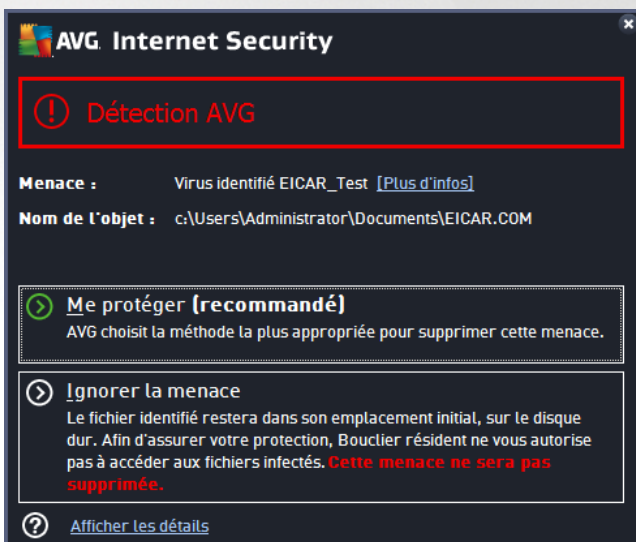 AVG. Internet Security
Détection AVG
Menace : Virus identifié EICAR_Test [Plus d'infos]
Nom de l'objet : c:\Users\Administrator\Documents\EICAR.COM
Me protéger (recommandé)
AVG choisit la méthode la plus appropriée pour supprimer cette menace.
Ignorer la menace
Le fichier identifié restera dans son emplacement initial, sur le disque
dur. Afin d'assurer votre protection, Bouclier résident ne vous autorise
pas à accéder aux fichiers infectés. Cette menace ne sera pas
supprimée.
Afficher les détails